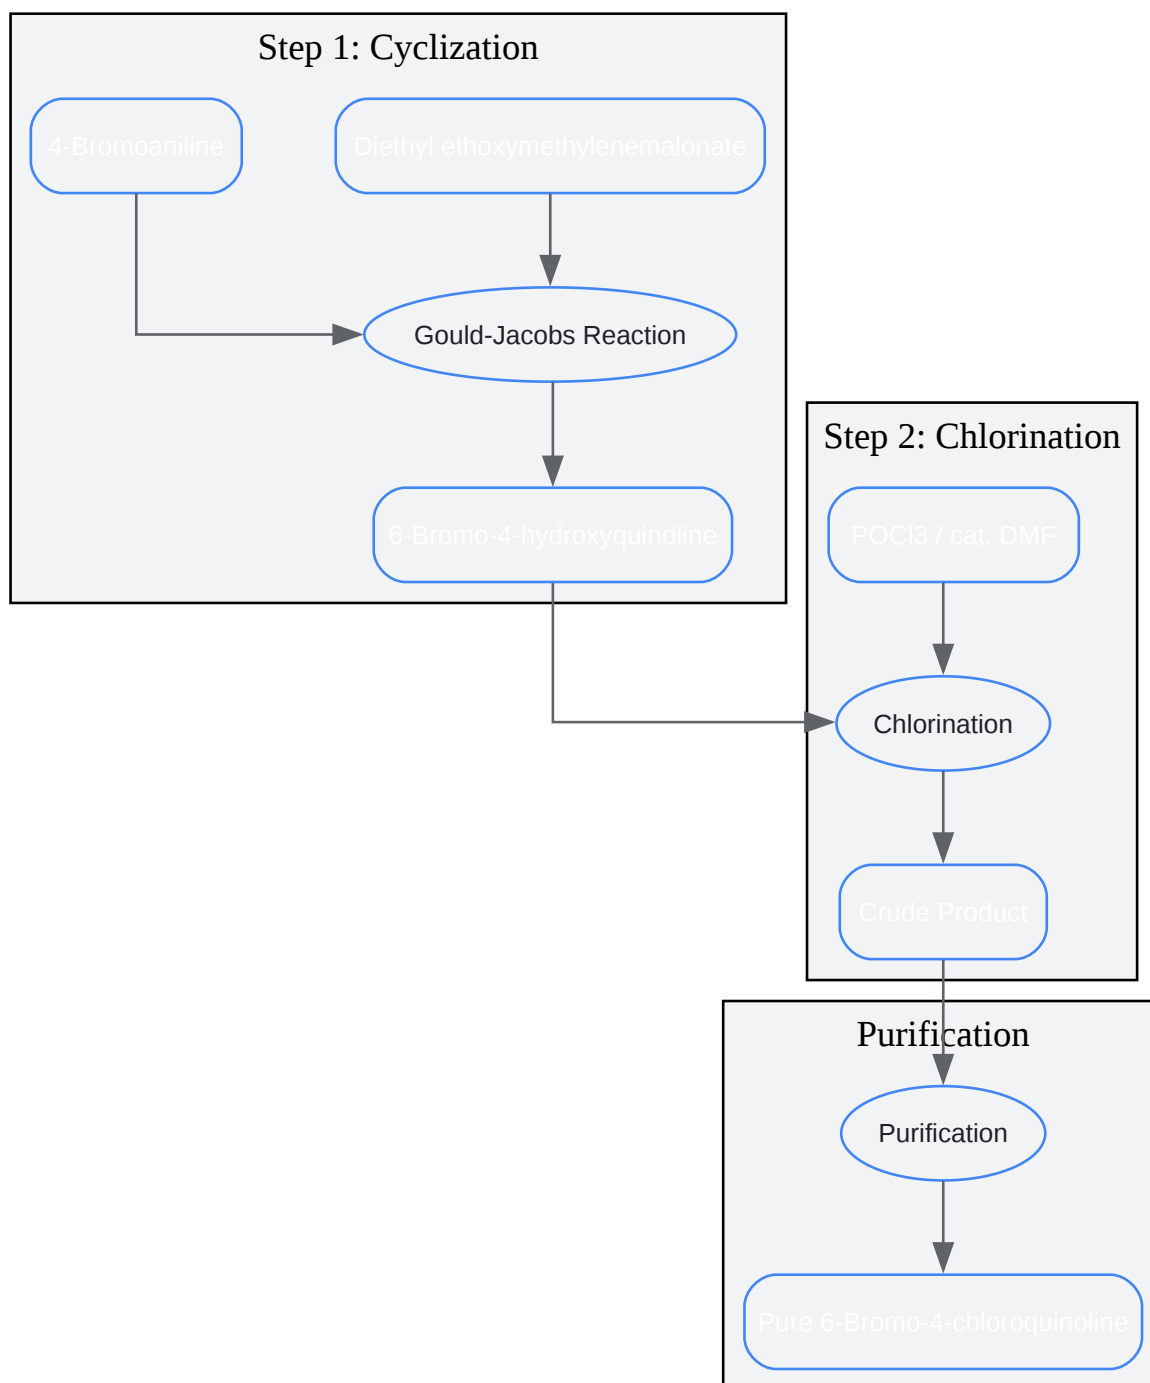 Step 1: Cyclization
4-Bromoaniline
Diethyl ethoxymethylenemalonate
Gould-Jacobs Reaction
6-Bromo-4-hydroxyquinoline
Step 2: Chlorination
POCl3 / cat. DMF
Chlorination
Crude Product
Purification
Purification
Pure 6-Bromo-4-chloroquinoline